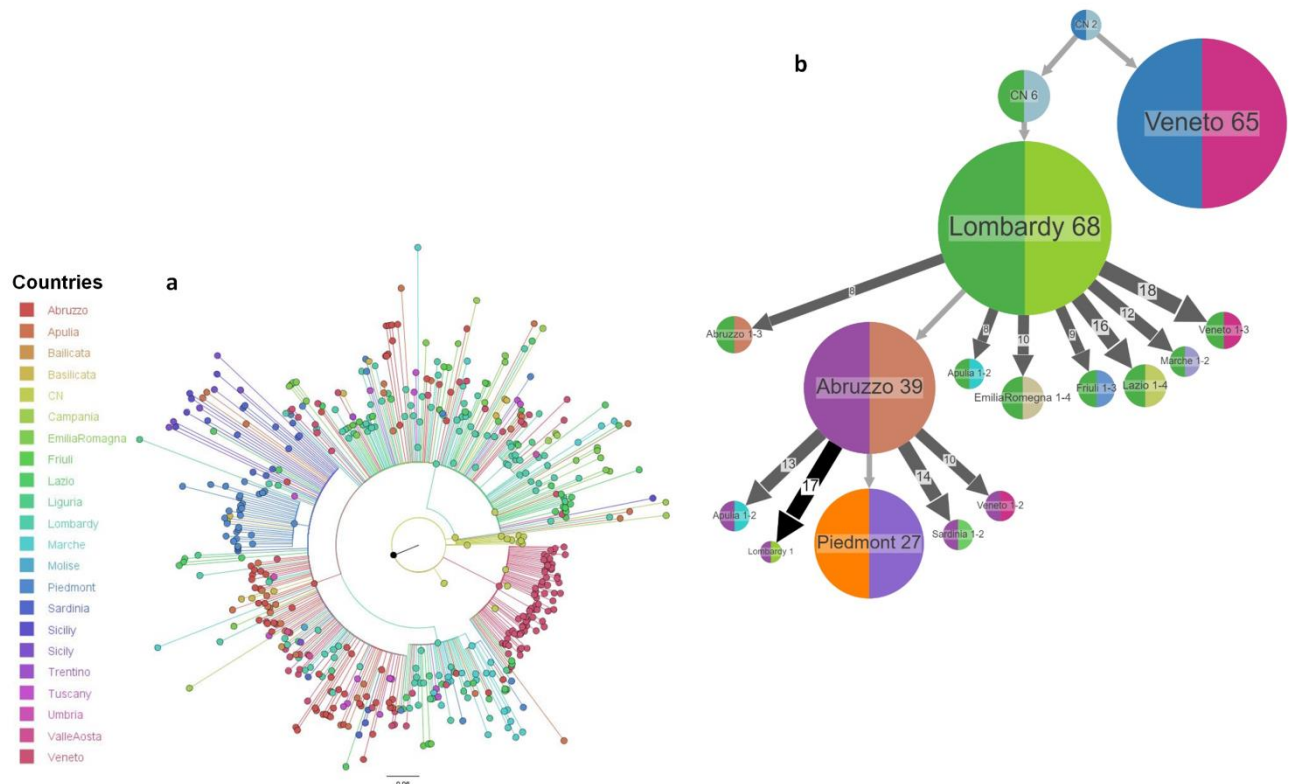 Countries
Abruzzo
Apulia
Bailicata
Basilicata
CN
Campania
EmiliaRomagna
Friuli
Lazio
Liguria
Lombardy
Marche
Molise
Piedmont
Sardinia
Siciliy
Sicily
Trentino
Tuscany
Umbria
ValleAosta
Veneto
a
b
CN 2
CN 6
Veneto 65
Lombardy 68
8
8
10
9
16
12
18
Abruzzo 1-3
Apulia 1-2
EmiliaRomegna 1-4
Friuli 1-3
Lazio 1-4
Marche 1-2
Veneto 1-3
Abruzzo 39
13
17
14
10
Apulia 1-2
Lombardy 1
Piedmont 27
Sardinia 1-2
Veneto 1-2